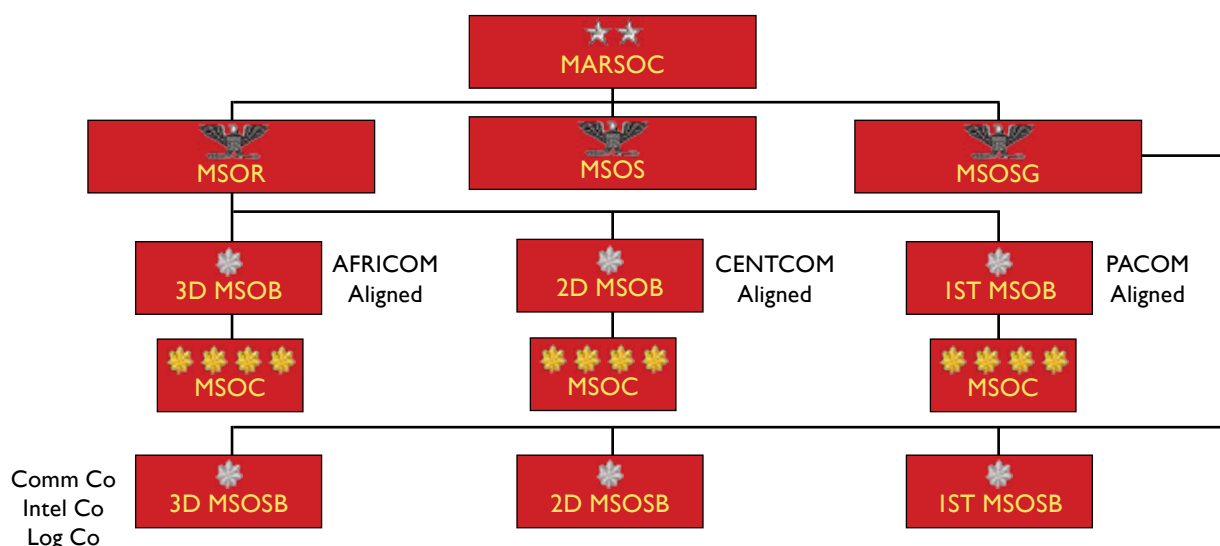 MARSOC
MSOR
MSOS
MSOSG
3D MSOB
AFRICOM
Aligned
2D MSOB
CENTCOM
Aligned
1ST MSOB
PACOM
Aligned
MSOC
MSOC
MSOC
Comm Co
Intel Co
Log Co
3D MSOSB
2D MSOSB
1ST MSOSB